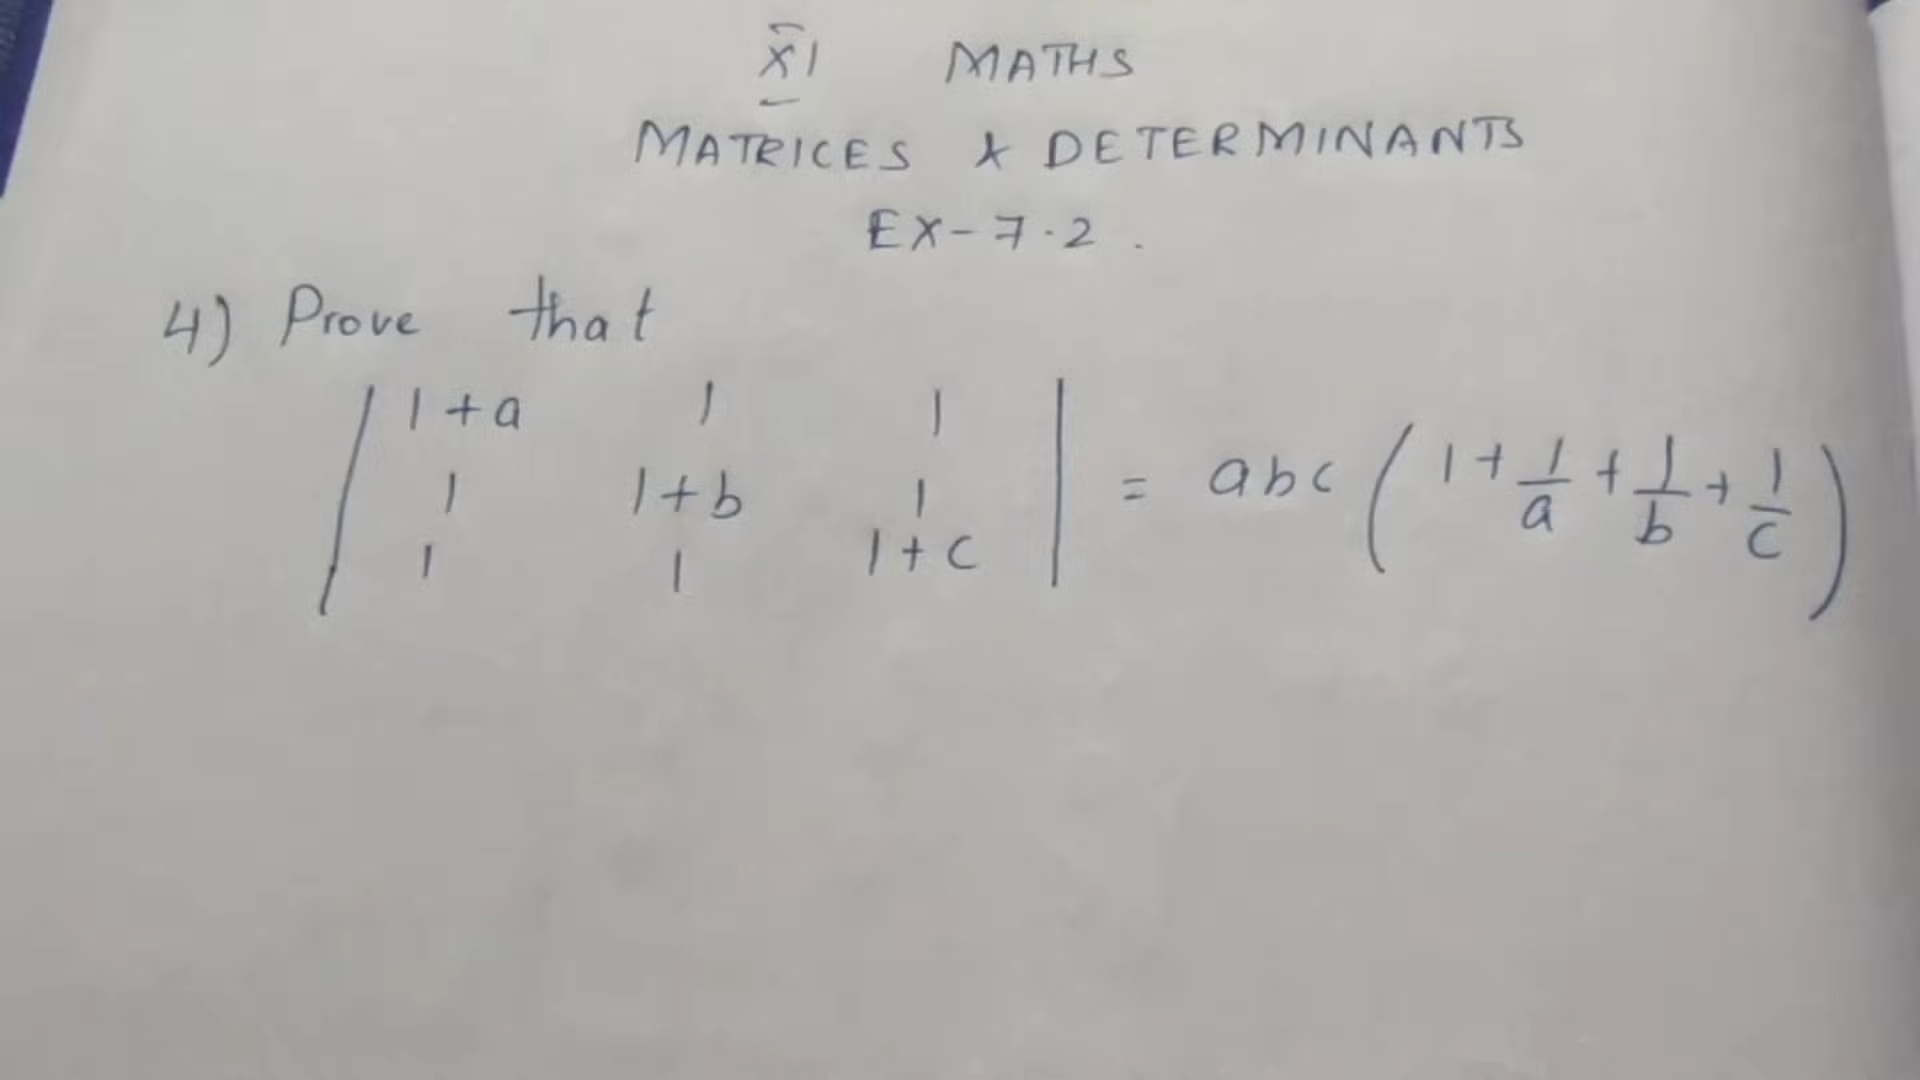 XI MATHS
MATRICES & DETERMINANTS
EX-7.2.
4) Prove that
| 1+a 1 1 |
| 1 1+b 1 | = abc ( 1 + 1/a + 1/b + 1/c )
| 1 1 1+c |